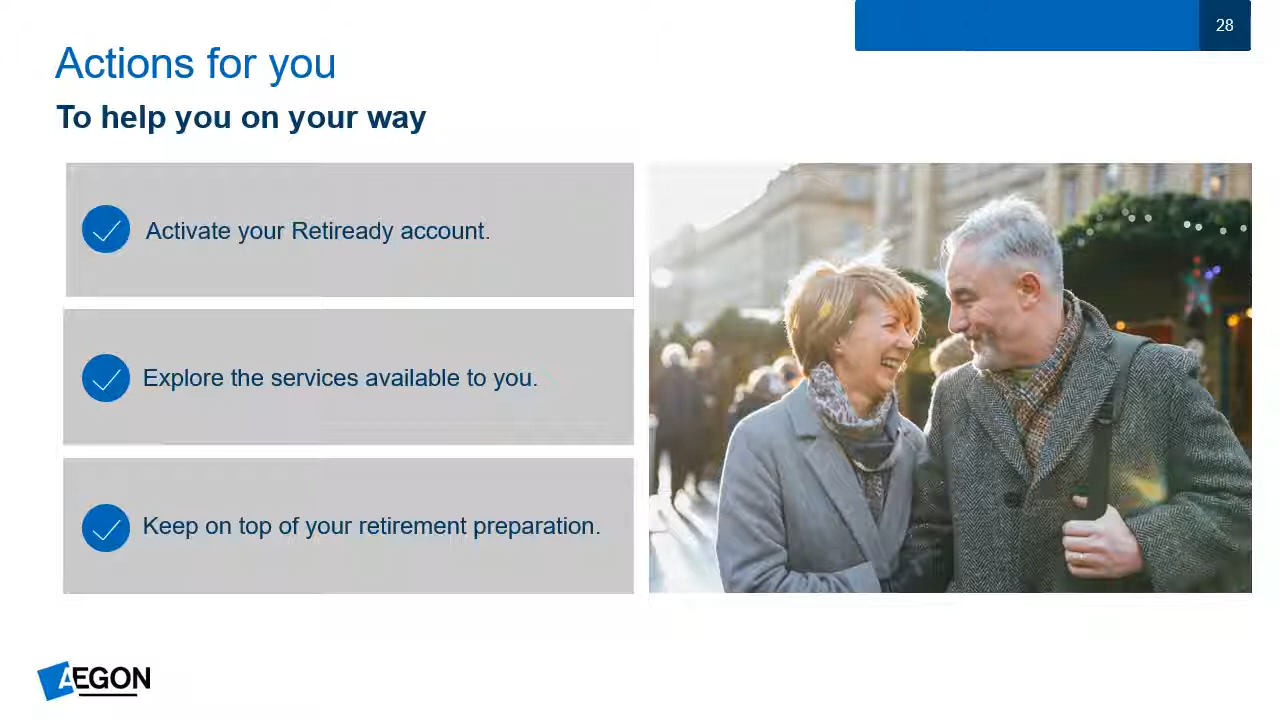 28
Actions for you
To help you on your way
Activate your Retiready account.
Explore the services available to you.
Keep on top of your retirement preparation.
AEGON